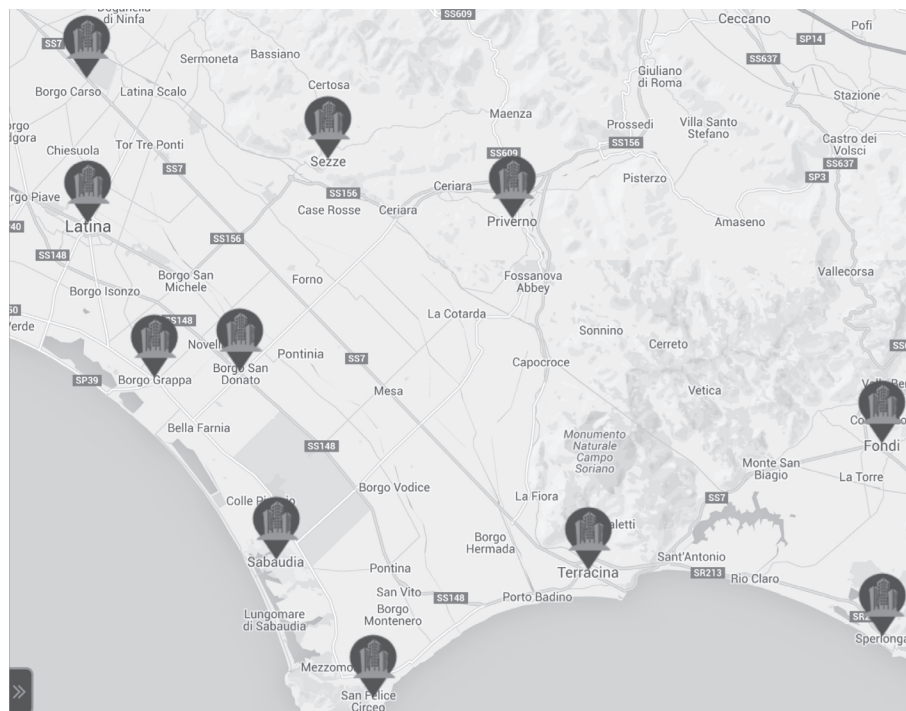 Doganella
di Ninfa
SS609
Ceccano
Pofi
SS7
SP14
Sermoneta
Bassiano
SS637
Giuliano
di Roma
Borgo Carso
Latina Scalo
Certosa
Stazione
Maenza
Villa Santo
Stefano
Prossedi
Chiesuola
Tor Tre Ponti
SS156
Castro dei
Volsci
Sezze
SS609
SS637
SS7
SP3
Pisterzo
Ceriara
SS156
Case Rosse
Ceriara
Priverno
Amaseno
Latina
SS156
SS148
Vallecorsa
Borgo San
Michele
Forno
Fossanova
Abbey
Borgo Isonzo
La Cotarda
SS148
Sonnino
Cerreto
Pontinia
SS7
Capocroce
Borgo San
Donato
Borgo Grappa
SP39
Mesa
Vetica
Bella Farnia
Monumento
Naturale
Campo
Soriano
SS148
Fondi
Monte San
Biagio
La Torre
Borgo Vodice
La Fiora
SS7
Borgo
Hermada
Sabaudia
Sant'Antonio
Terracina
SR213
Rio Claro
Pontina
San Vito
SS148
Porto Badino
Borgo
Montenero
Lungomare
di Sabaudia
Sperlonga
San Felice
Circeo